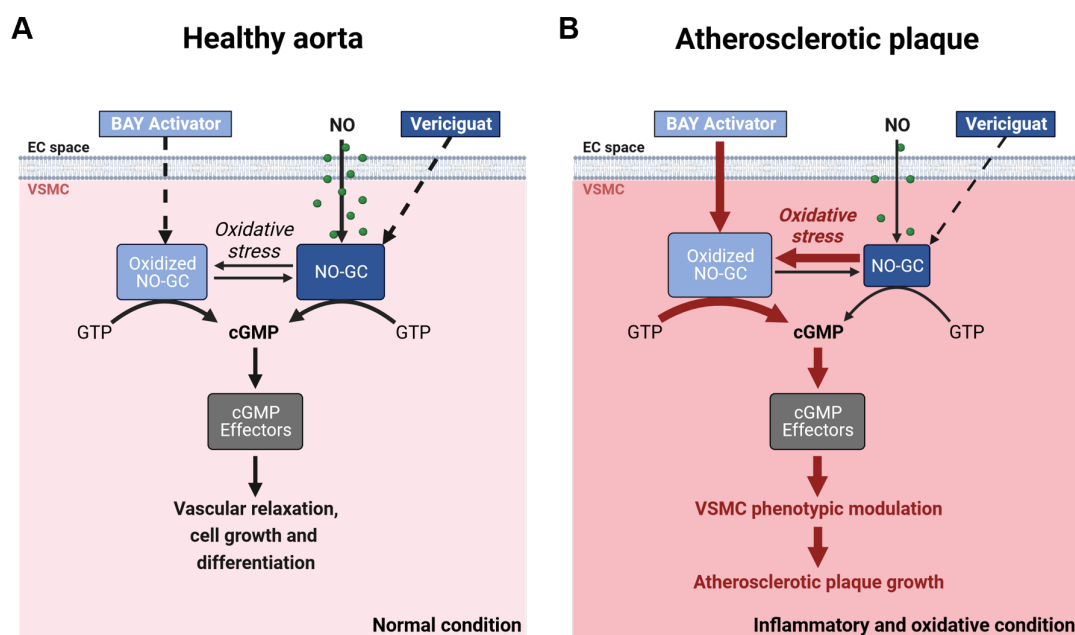 A
Healthy aorta
BAY Activator
NO
Vericiguat
EC space
VSMC
Oxidative
stress
Oxidized
NO-GC
NO-GC
GTP
cGMP
GTP
cGMP
Effectors
Vascular relaxation,
cell growth and
differentiation
Normal condition
B
Atherosclerotic plaque
BAY Activator
NO
Vericiguat
EC space
VSMC
Oxidative
stress
Oxidized
NO-GC
NO-GC
GTP
cGMP
GTP
cGMP
Effectors
VSMC phenotypic modulation
Atherosclerotic plaque growth
Inflammatory and oxidative condition